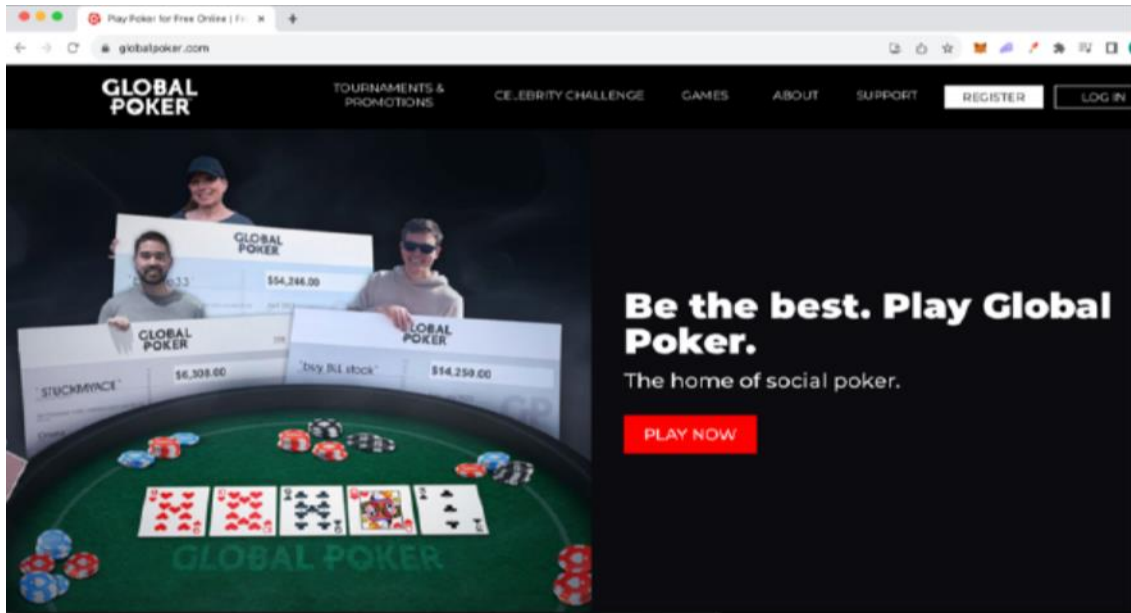 Play Poker for Free Online |
globalpoker.com
GLOBAL
POKER
TOURNAMENTS &
PROMOTIONS
CELEBRITY CHALLENGE
GAMES
ABOUT
SUPPORT
REGISTER
LOG IN
GLOBAL
POKER
$54,246.00
GLOBAL
POKER
GLOBAL
POKER
$6,308.00
"buy BLL stock"
$14,250.00
"STUCKMYACE"
GP
Be the best. Play Global
Poker.
The home of social poker.
PLAY NOW
GLOBAL POKER